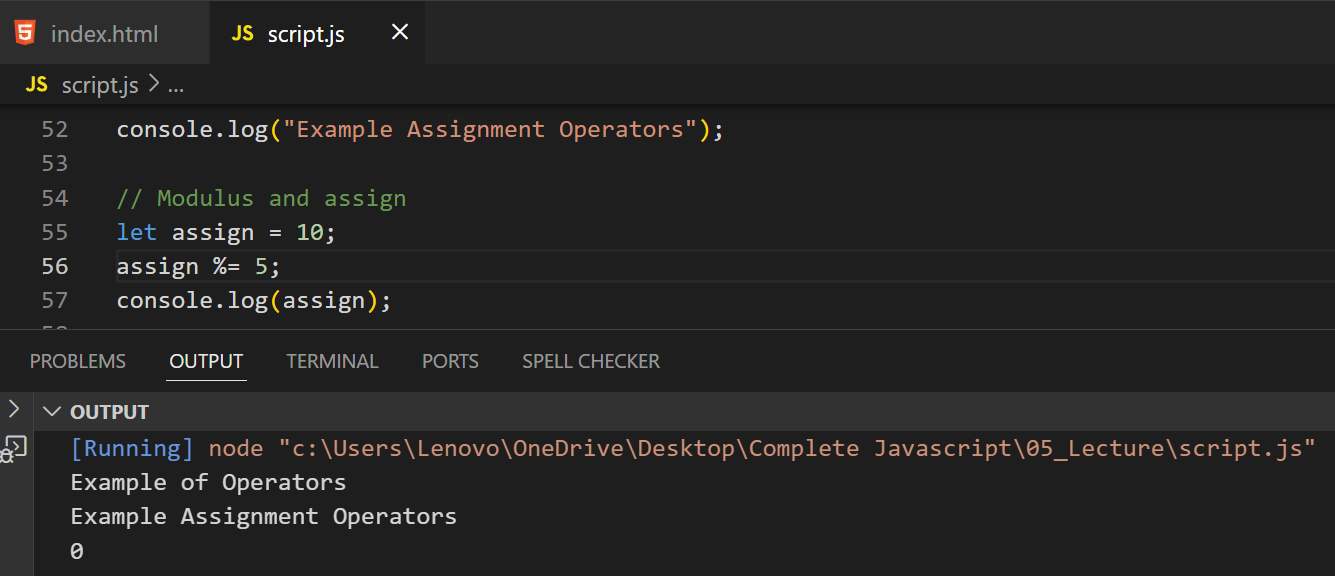 index.html JS script.js ×
JS script.js > ...
52 console.log("Example Assignment Operators");
53
54 // Modulus and assign
55 let assign = 10;
56 assign %= 5;
57 console.log(assign);
PROBLEMS OUTPUT TERMINAL PORTS SPELL CHECKER
OUTPUT
[Running] node "c:\Users\Lenovo\OneDrive\Desktop\Complete Javascript\05_Lecture\script.js"
Example of Operators
Example Assignment Operators
0